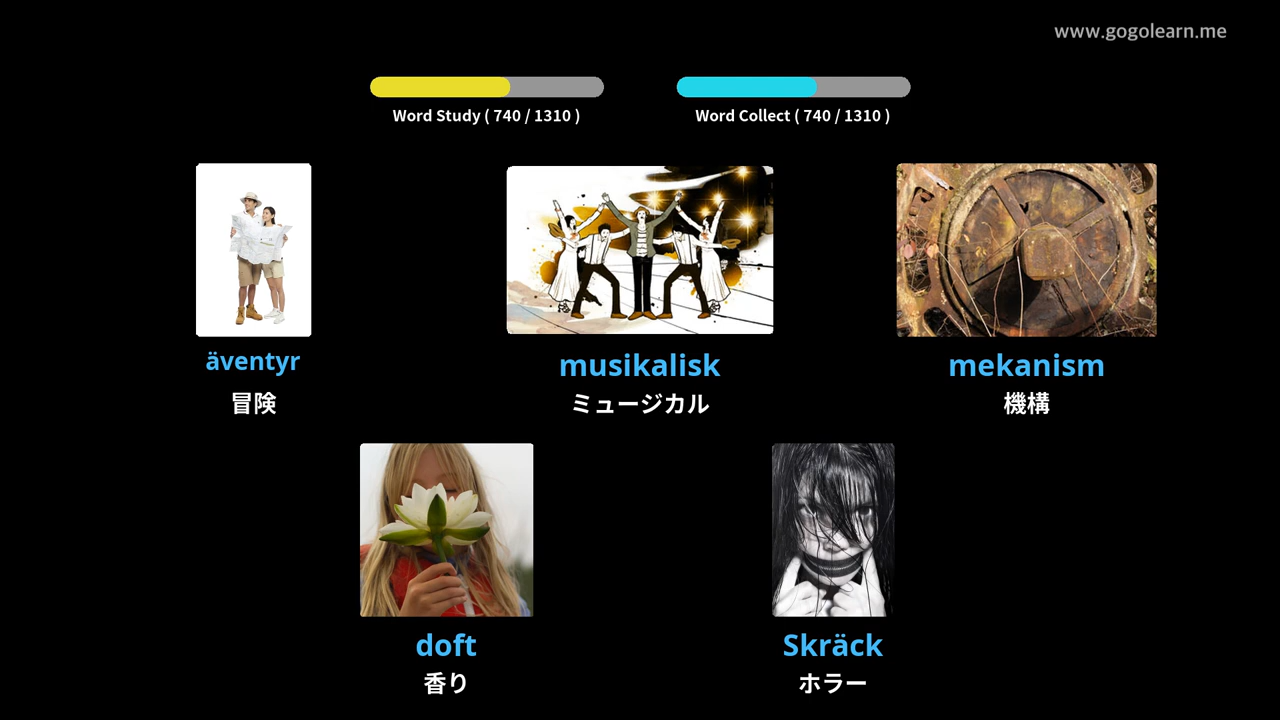 www.gogolearn.me
Word Study ( 740 / 1310 )
Word Collect ( 740 / 1310 )
äventyr
冒険
musikalisk
ミュージカル
mekanism
機構
doft
香り
Skräck
ホラー